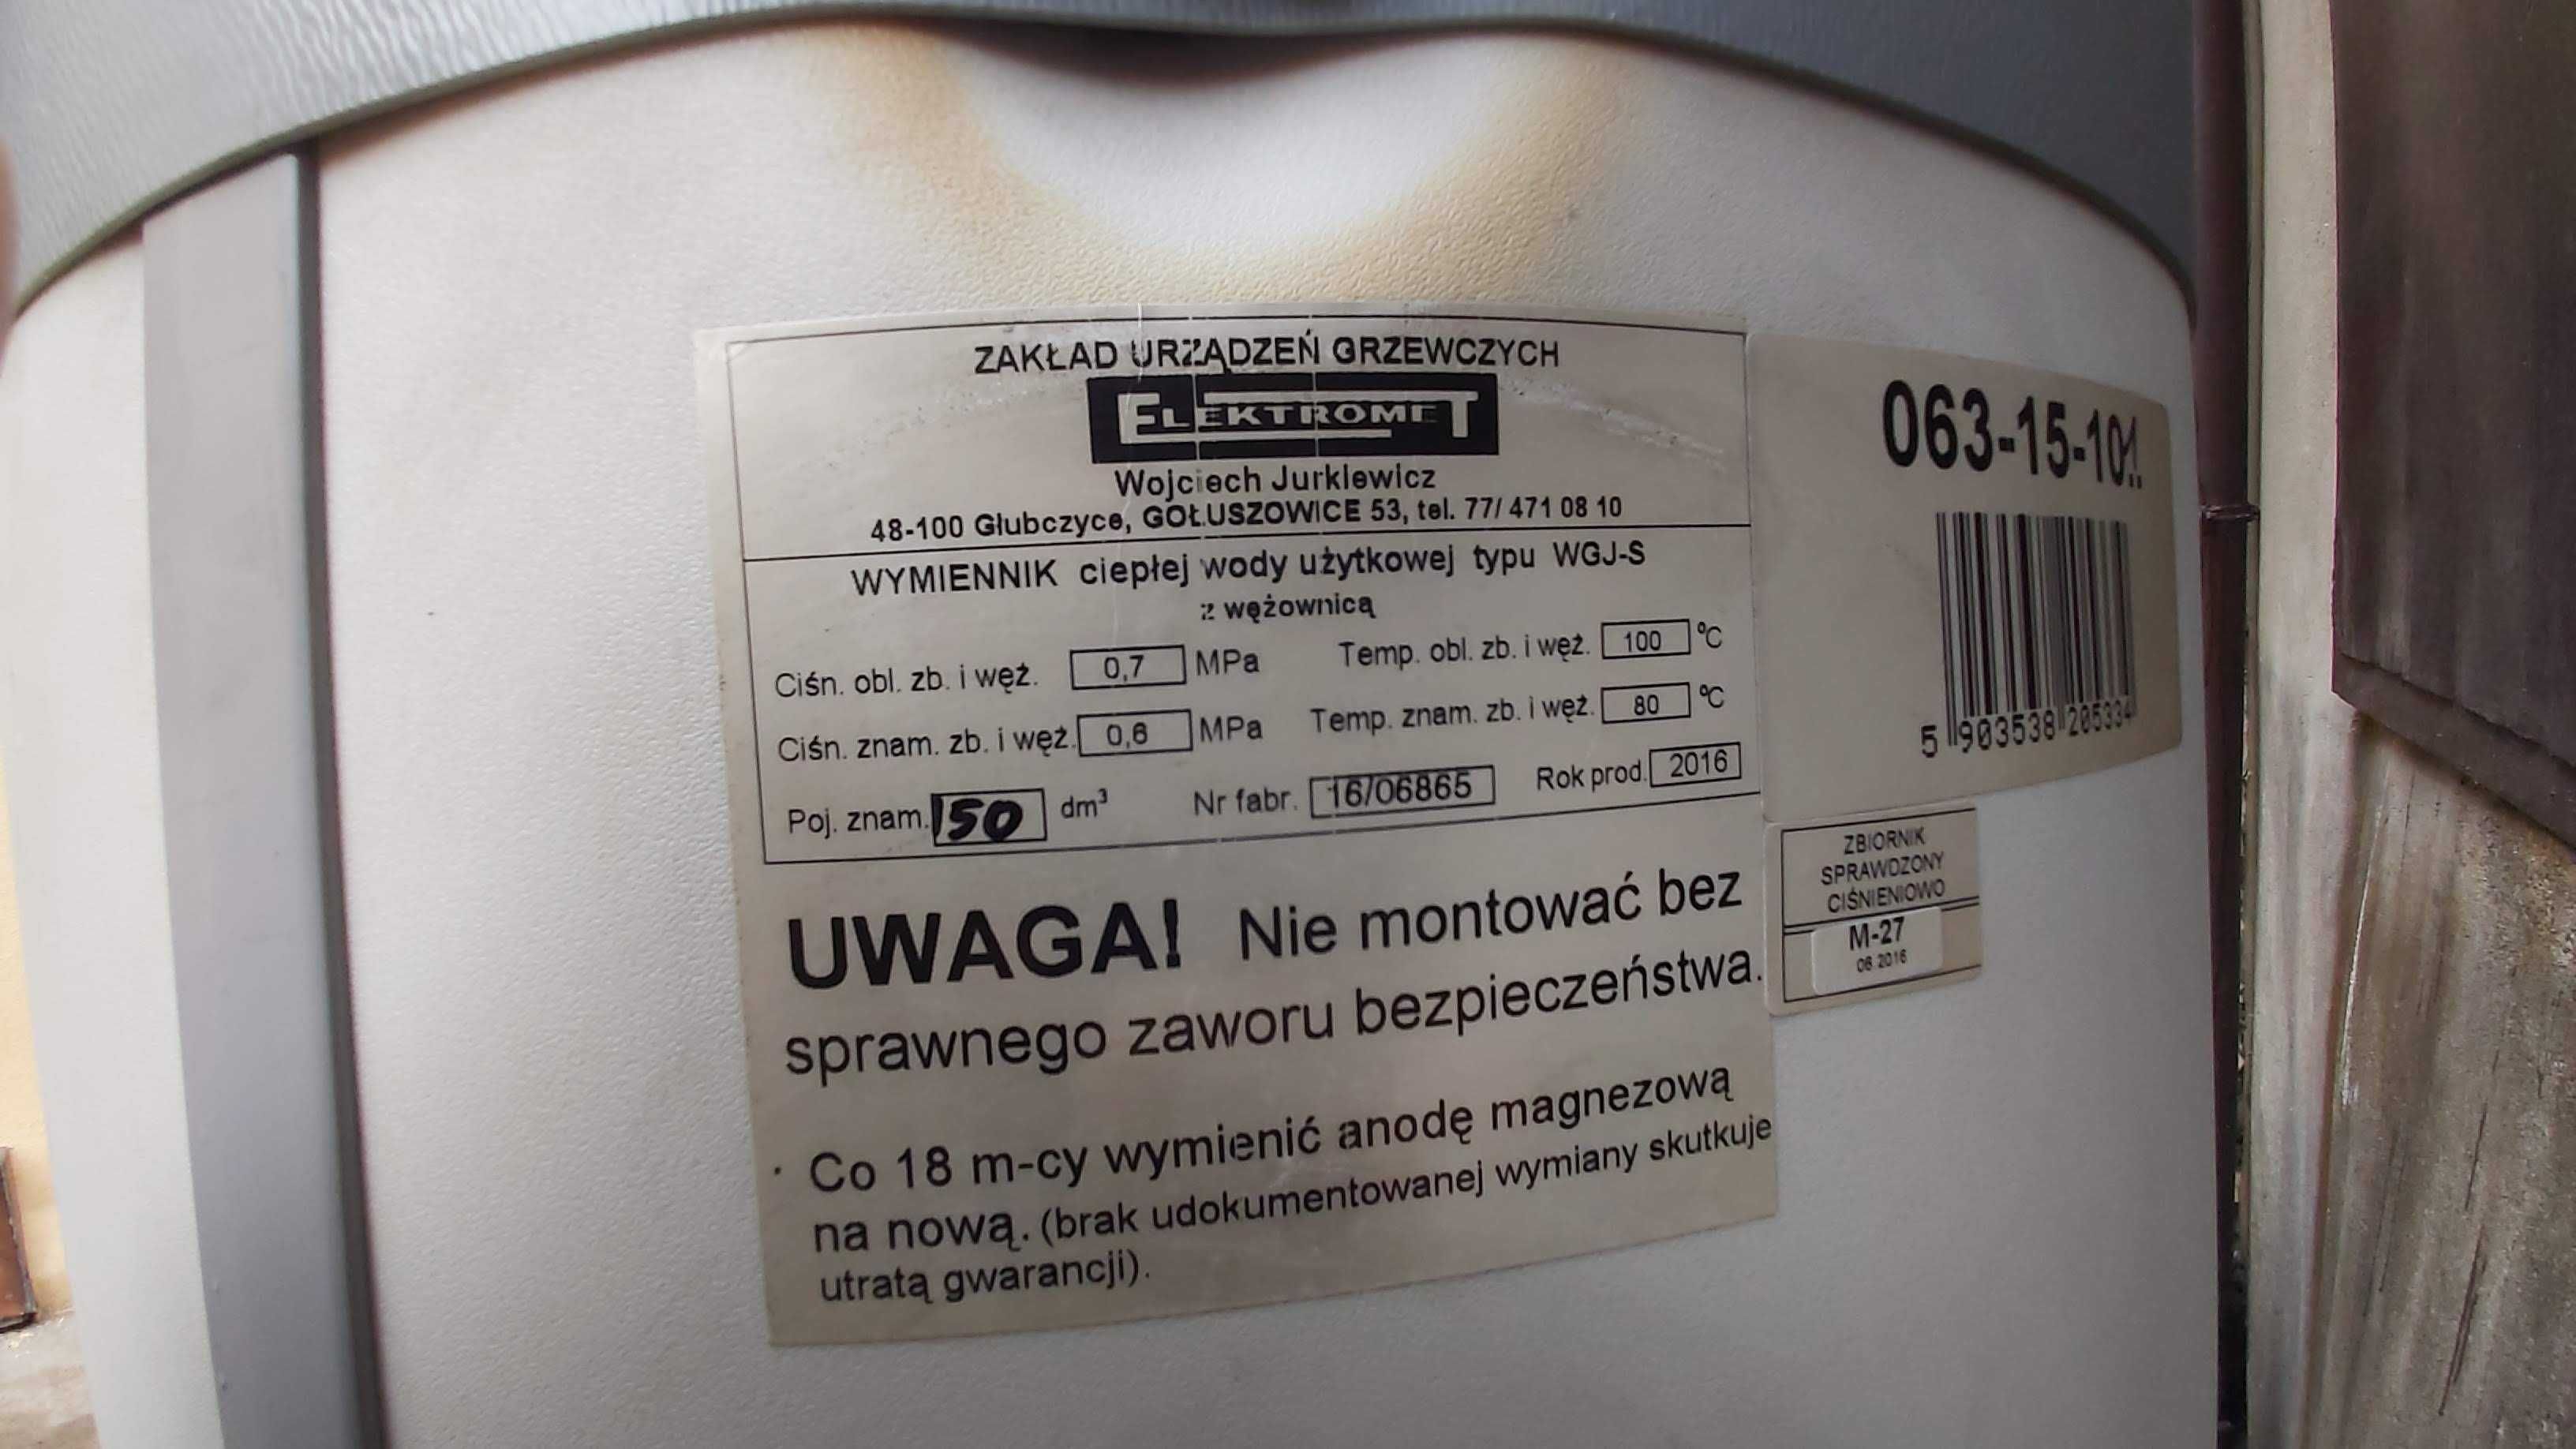 ZAKŁAD URZĄDZEŃ GRZEWCZYCH
ELEKTROMET
Wojciech Jurkiewicz
48-100 Głubczyce, GOŁUSZOWICE 53, tel. 77/ 471 08 10
WYMIENNIK ciepłej wody użytkowej typu WGJ-S
z wężownicą
Ciśn. obl. zb. i węż. 0,7 MPa Temp. obl. zb. i węż. 100 °C
Ciśn. znam. zb. i węż. 0,6 MPa Temp. znam. zb. i węż. 80 °C
Poj. znam. 150 dm³ Nr fabr. 16/06865 Rok prod. 2016
UWAGA! Nie montować bez
sprawnego zaworu bezpieczeństwa.
· Co 18 m-cy wymienić anodę magnezową
na nową. (brak udokumentowanej wymiany skutkuje
utratą gwarancji).
063-15-101
5 903538 205334
ZBIORNIK
SPRAWDZONY
CIŚNIENIOWO
M-27
06 2016